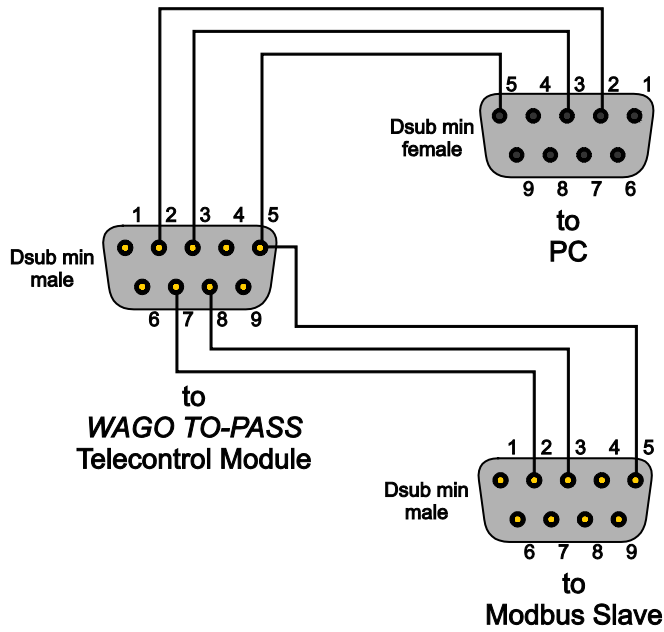 5 4 3 2 1
Dsub min
female
9 8 7 6
to
PC
1 2 3 4 5
Dsub min
male
6 7 8 9
to
WAGO TO-PASS
Telecontrol Module
1 2 3 4 5
Dsub min
male
6 7 8 9
to
Modbus Slave